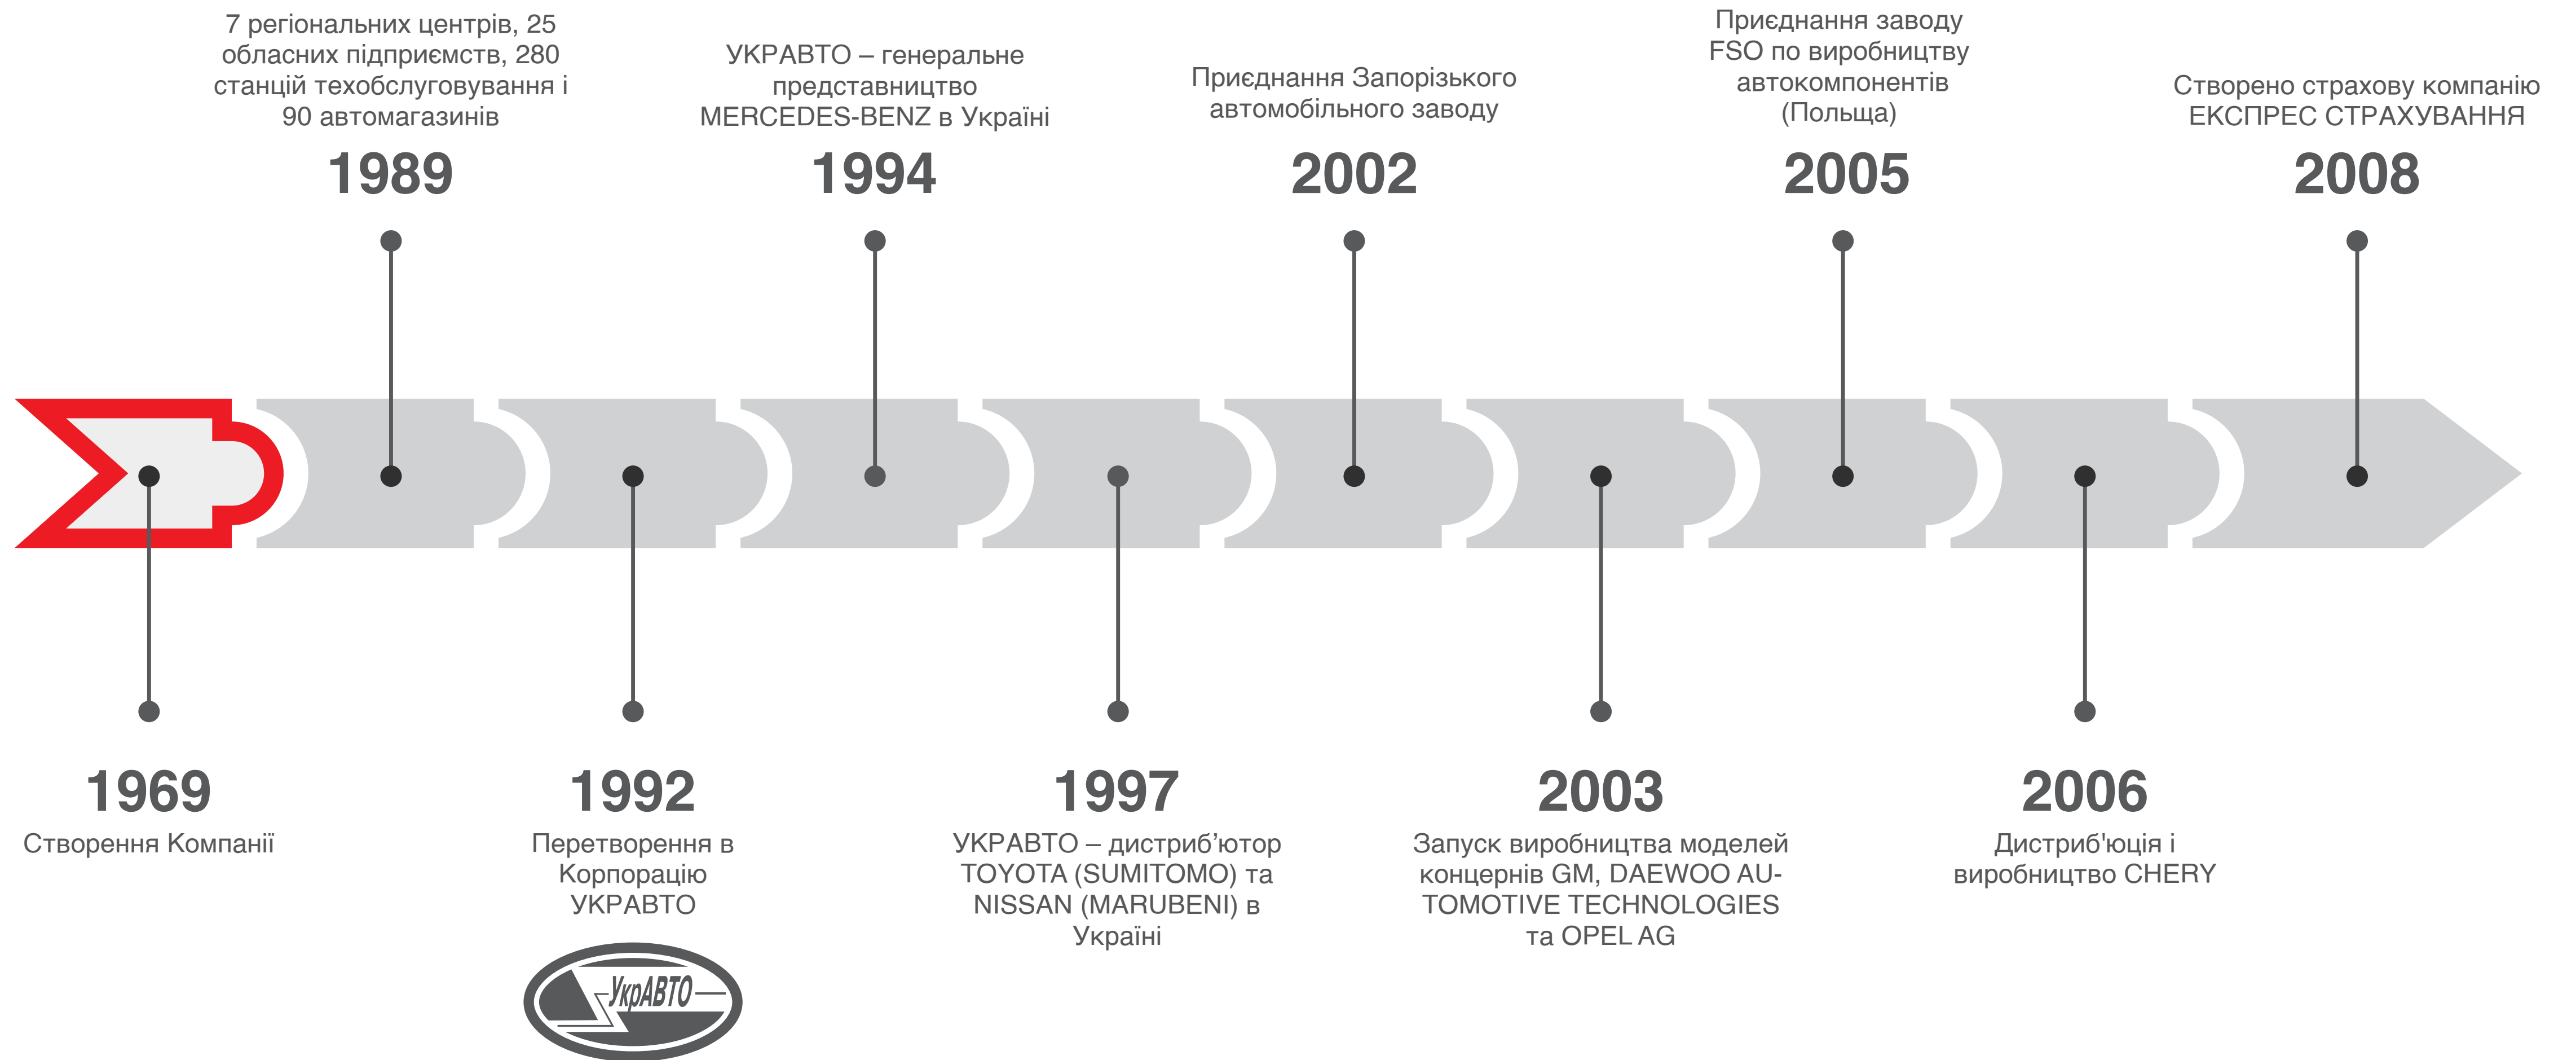 7 регіональних центрів, 25
обласних підприємств, 280
станцій техобслуговування і
90 автомагазинів
1989
УКРАВТО – генеральне
представництво
MERCEDES-BENZ в Україні
1994
Приєднання Запорізького
автомобільного заводу
2002
Приєднання заводу
FSO по виробництву
автокомпонентів
(Польща)
2005
Створено страхову компанію
ЕКСПРЕС СТРАХУВАННЯ
2008
1969
Створення Компанії
1992
Перетворення в
Корпорацію
УКРАВТО
УкрАВТО
1997
УКРАВТО – дистриб’ютор
TOYOTA (SUMITOMO) та
NISSAN (MARUBENI) в
Україні
2003
Запуск виробництва моделей
концернів GM, DAEWOO AU-
TOMOTIVE TECHNOLOGIES
та OPEL AG
2006
Дистриб'юція і
виробництво CHERY